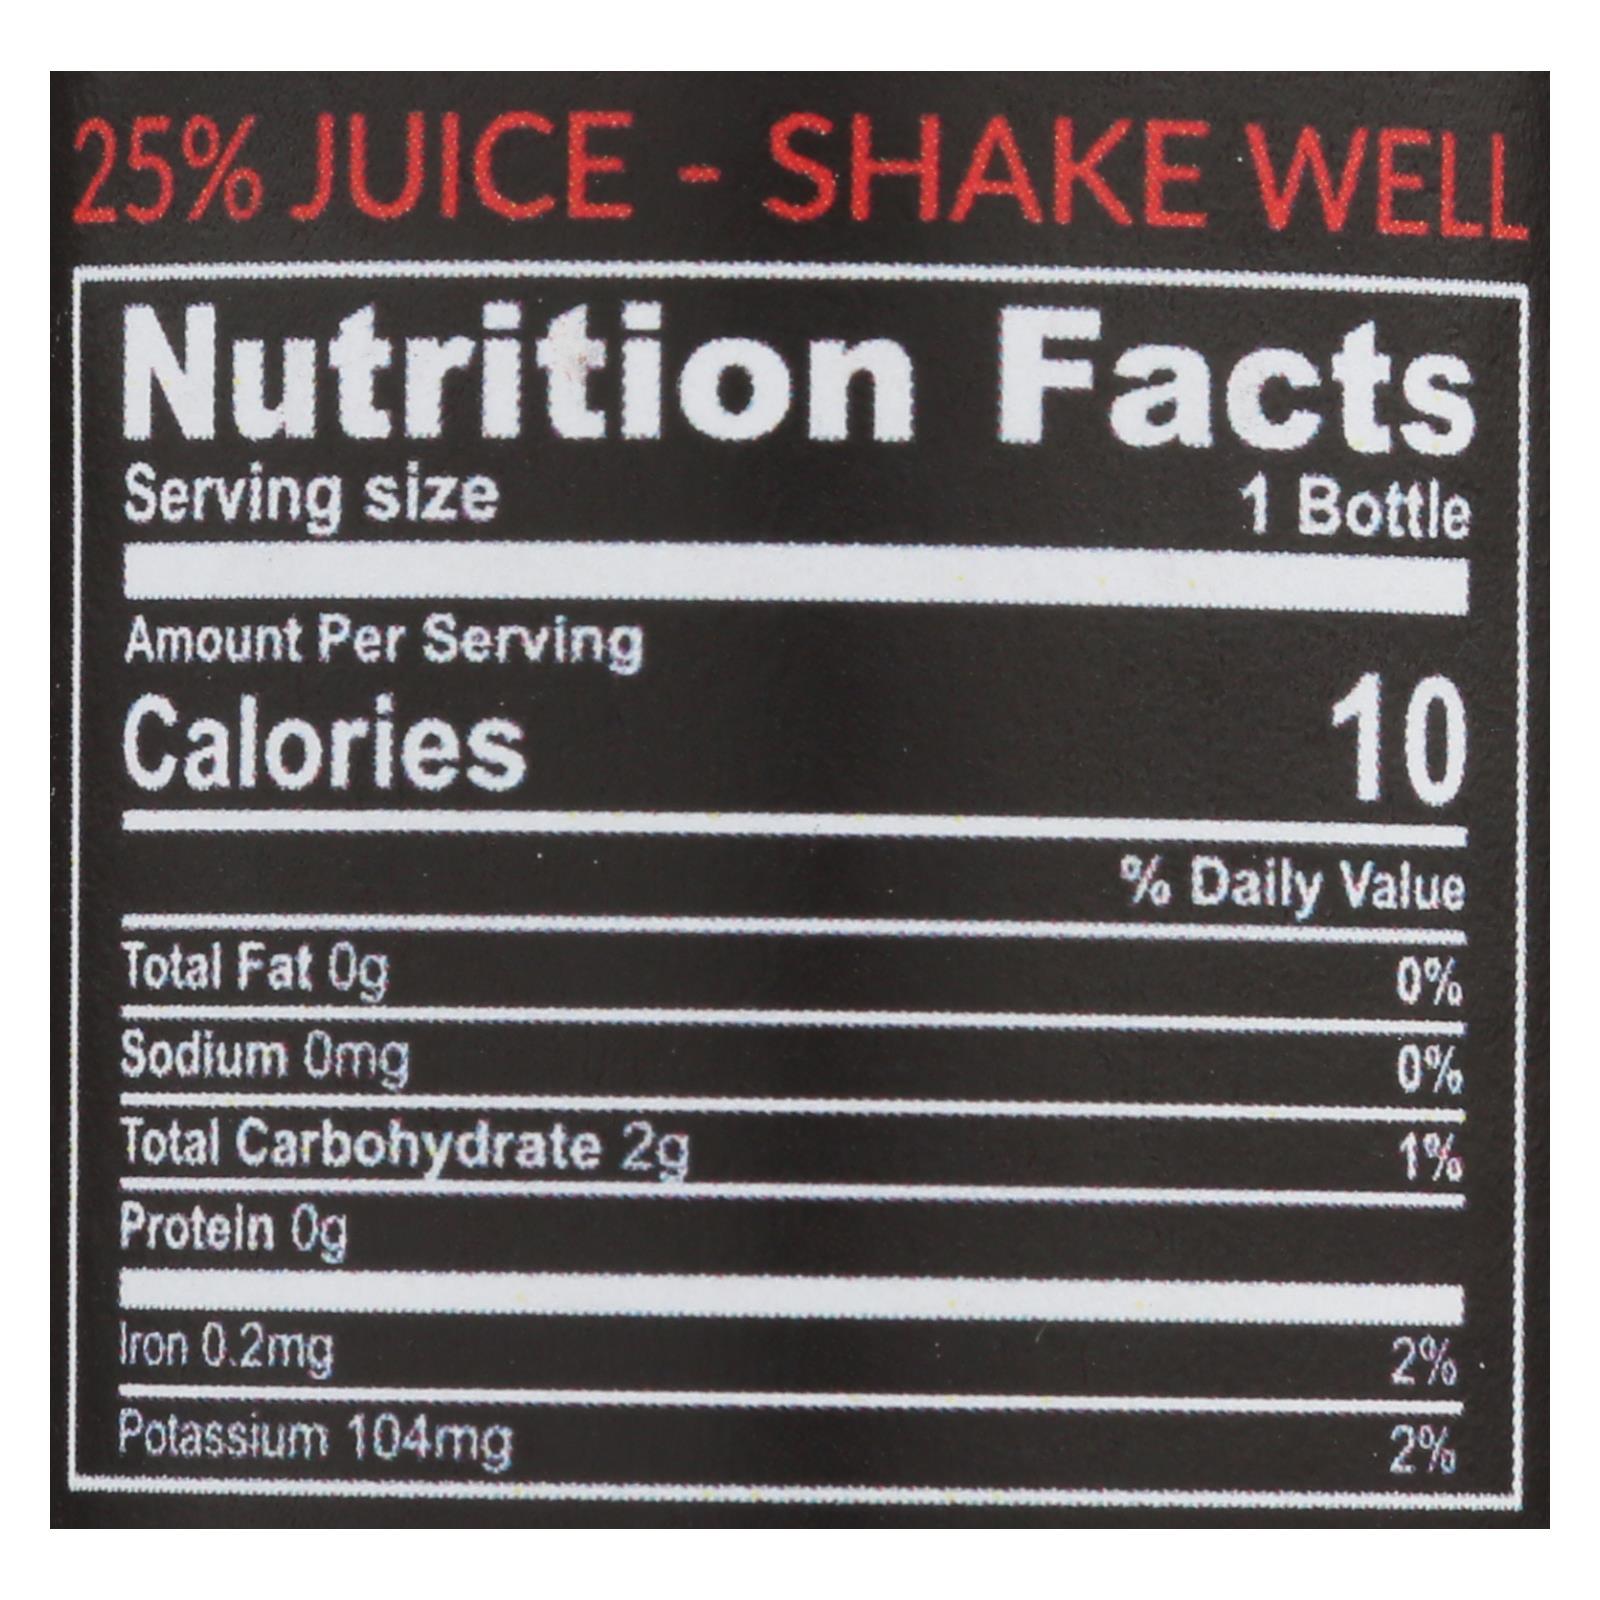 25% JUICE - SHAKE WELL
Nutrition Facts
Serving size 1 Bottle
Amount Per Serving
Calories 10
% Daily Value
Total Fat 0g 0%
Sodium 0mg 0%
Total Carbohydrate 2g 1%
Protein 0g
Iron 0.2mg 2%
Potassium 104mg 2%